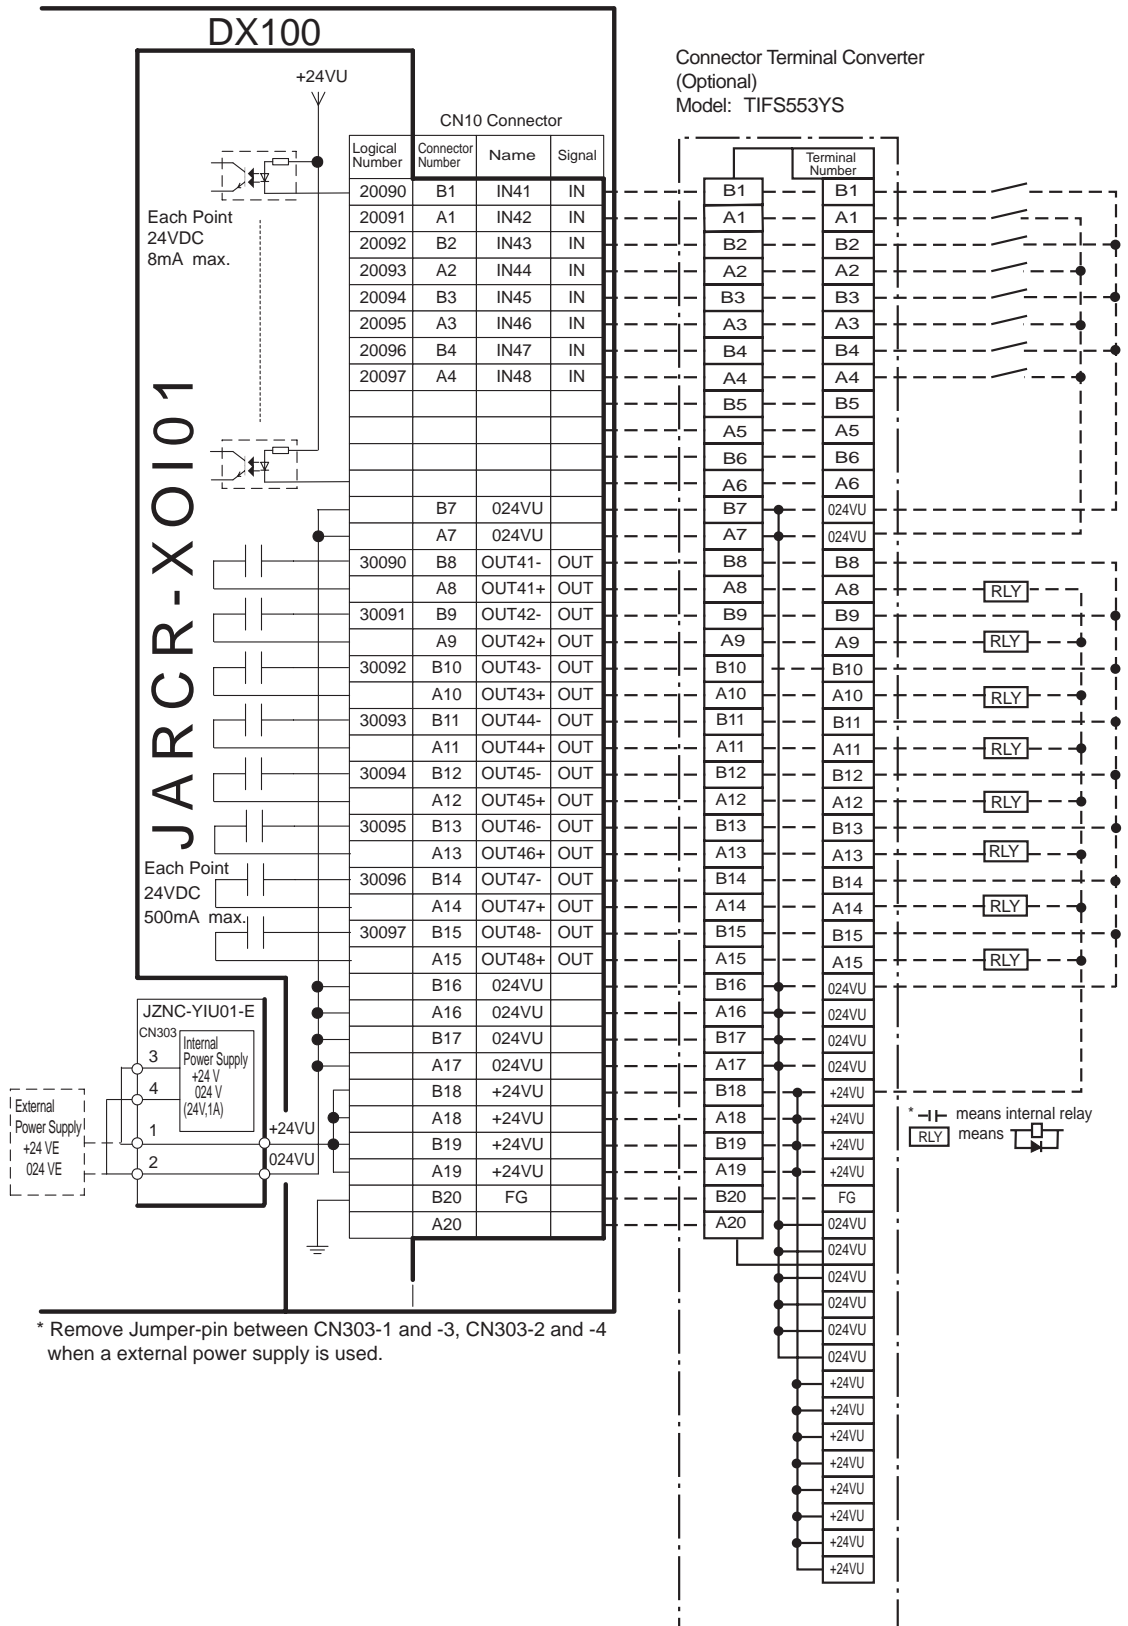 DX100
Connector Terminal Converter
(Optional)
Model: TIFS553YS
+24VU
CN10 Connector
Logical Number Connector Number Name Signal
Terminal Number
20090 B1 IN41 IN B1 B1
20091 A1 IN42 IN A1 A1
20092 B2 IN43 IN B2 B2
20093 A2 IN44 IN A2 A2
20094 B3 IN45 IN B3 B3
20095 A3 IN46 IN A3 A3
20096 B4 IN47 IN B4 B4
20097 A4 IN48 IN A4 A4
B5 B5
A5 A5
B6 B6
A6 A6
B7 024VU B7 024VU
A7 024VU A7 024VU
30090 B8 OUT41- OUT B8 B8
A8 OUT41+ OUT A8 A8 RLY
30091 B9 OUT42- OUT B9 B9
A9 OUT42+ OUT A9 A9 RLY
30092 B10 OUT43- OUT B10 B10
A10 OUT43+ OUT A10 A10 RLY
30093 B11 OUT44- OUT B11 B11
A11 OUT44+ OUT A11 A11 RLY
30094 B12 OUT45- OUT B12 B12
A12 OUT45+ OUT A12 A12 RLY
30095 B13 OUT46- OUT B13 B13
A13 OUT46+ OUT A13 A13 RLY
30096 B14 OUT47- OUT B14 B14
A14 OUT47+ OUT A14 A14 RLY
30097 B15 OUT48- OUT B15 B15
A15 OUT48+ OUT A15 A15 RLY
B16 024VU B16 024VU
A16 024VU A16 024VU
B17 024VU B17 024VU
A17 024VU A17 024VU
B18 +24VU B18 +24VU
A18 +24VU A18 +24VU
B19 +24VU B19 +24VU
A19 +24VU A19 +24VU
B20 FG B20 FG
A20 A20 024VU
024VU
024VU
024VU
024VU
024VU
+24VU
+24VU
+24VU
+24VU
+24VU
+24VU
+24VU
+24VU
Each Point
24VDC
8mA max.
JARCR-XOI01
Each Point
24VDC
500mA max.
JZNC-YIU01-E
CN303
3
4
1
2
Internal
Power Supply
+24 V
024 V
(24V,1A)
+24VU
024VU
External
Power Supply
+24 VE
024 VE
* means internal relay
RLY means
* Remove Jumper-pin between CN303-1 and -3, CN303-2 and -4
when a external power supply is used.